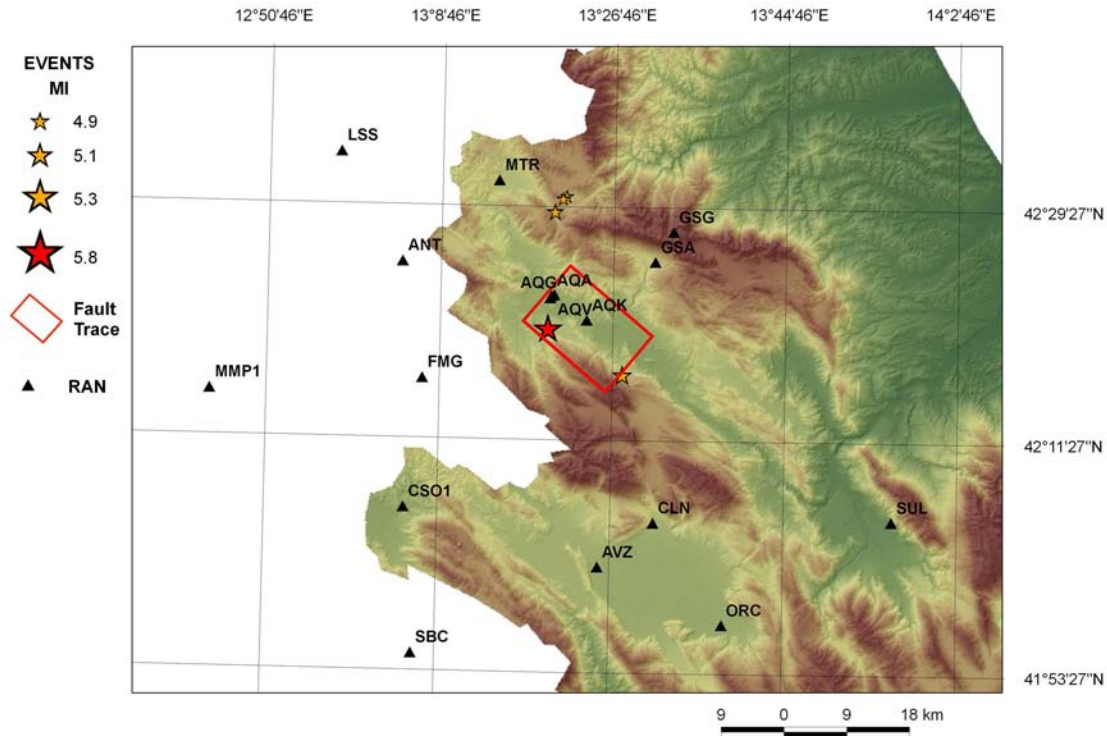 12°50'46"E 13°8'46"E 13°26'46"E 13°44'46"E 14°2'46"E
EVENTS
Ml
4.9
5.1
5.3
5.8
Fault
Trace
RAN
LSS
MTR
42°29'27"N
GSG
ANT
GSA
AQG AQA
AQV AQK
MMP1
FMG
42°11'27"N
CSO1
CLN
SUL
AVZ
ORC
SBC
41°53'27"N
9 0 9 18 km